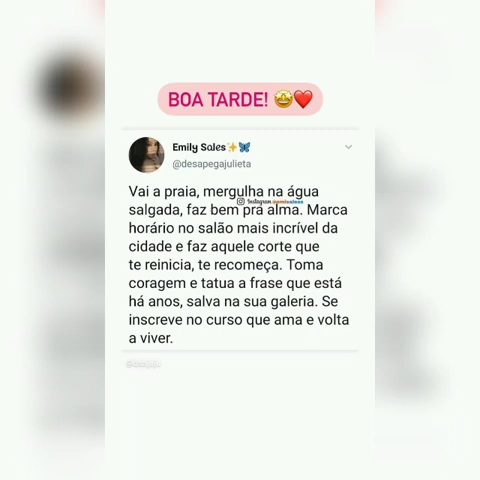 BOA TARDE! 🤩❤️
Emily Sales✨🦋
@desapegajulieta
Vai a praia, mergulha na água
salgada, faz bem pra alma. Marca
Instagram
horário no salão mais incrível da
cidade e faz aquele corte que
te reinicia, te recomeça. Toma
coragem e tatua a frase que está
há anos, salva na sua galeria. Se
inscreve no curso que ama e volta
a viver.